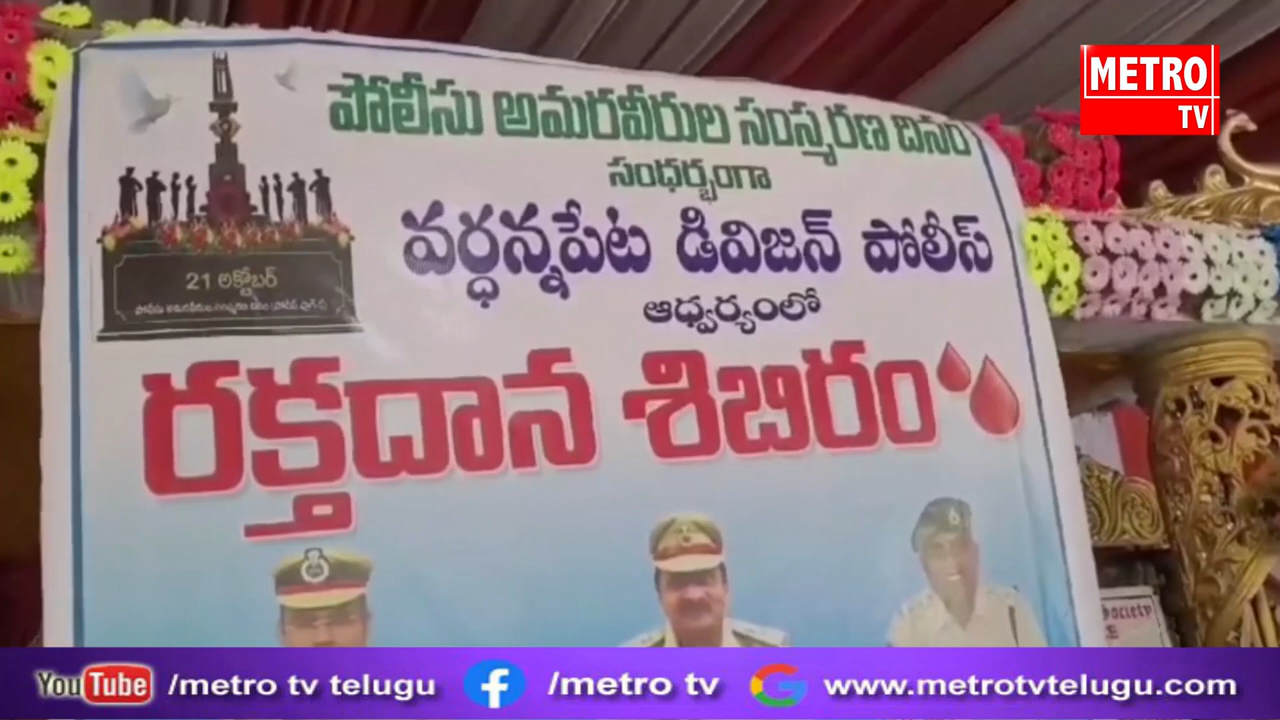 METRO
TV
పోలీసు అమరవీరుల సంస్మరణ దినం
సందర్భంగా
వర్ధన్నపేట డివిజన్ పోలీస్
ఆధ్వర్యంలో
21 అక్టోబర్
రక్తదాన శిబిరం
Society
YouTube /metro tv telugu f /metro tv G www.metrotvtelugu.com